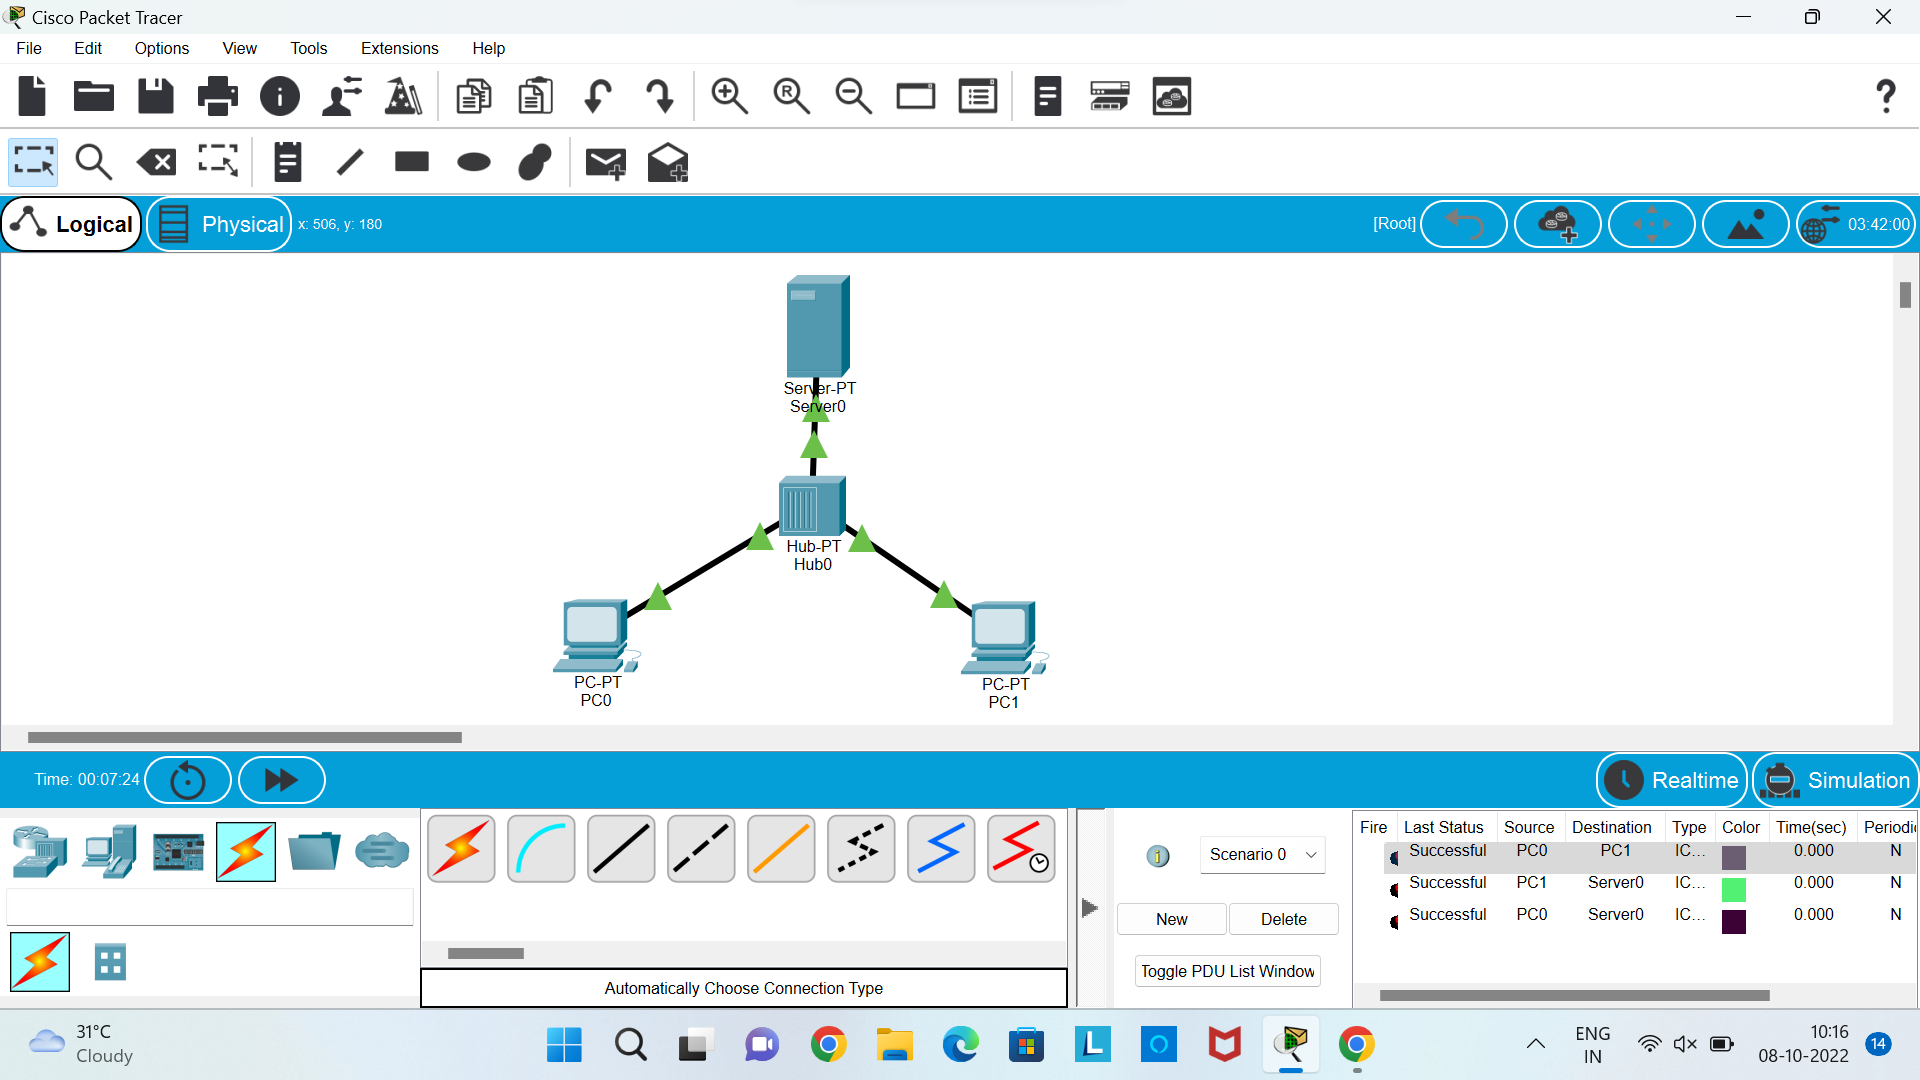 Cisco Packet Tracer
File Edit Options View Tools Extensions Help
R
?
Logical Physical x: 506, y: 180 [Root] 03:42:00
Server-PT
Server0
Hub-PT
Hub0
PC-PT
PC0
PC-PT
PC1
Time: 00:07:24 Realtime Simulation
Fire Last Status Source Destination Type Color Time(sec) Periodi
Successful PC0 PC1 IC... 0.000 N
Successful PC1 Server0 IC... 0.000 N
Successful PC0 Server0 IC... 0.000 N
Scenario 0
New Delete
Toggle PDU List Window
Automatically Choose Connection Type
31°C
Cloudy
L
ENG
IN
10:16
08-10-2022
14